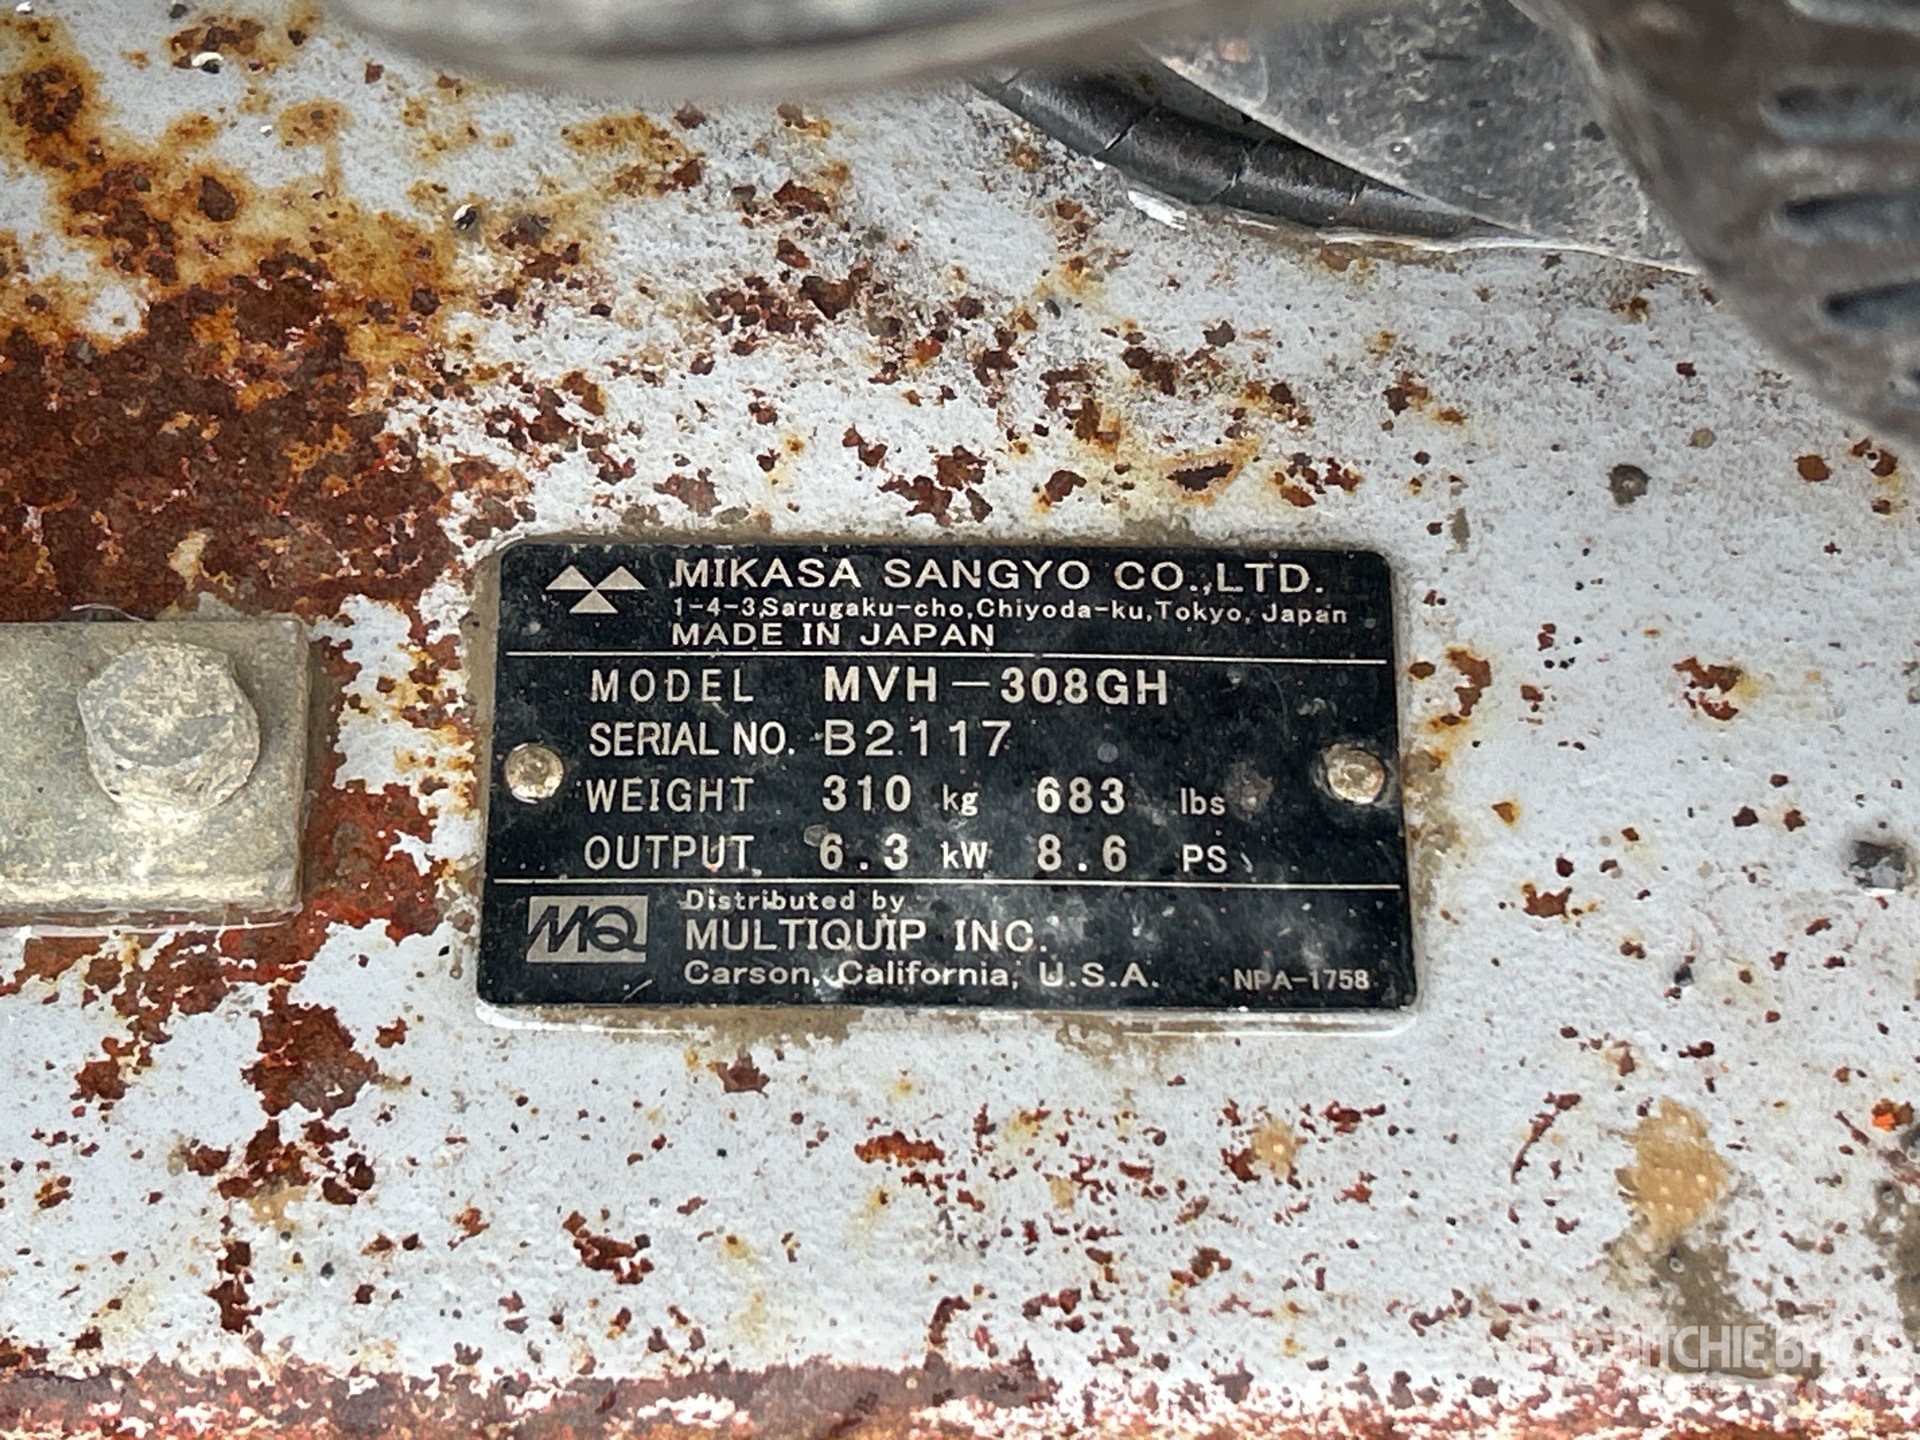 MIKASA SANGYO CO.,LTD.
1-4-3,Sarugaku-cho,Chiyoda-ku,Tokyo, Japan
MADE IN JAPAN
MODEL MVH-308GH
SERIAL NO. B2117
WEIGHT 310 kg 683 lbs
OUTPUT 6.3 kW 8.6 PS
MQ Distributed by
MULTIQUIP INC.
Carson, California, U.S.A. NPA-1758
RITCHIE BROS